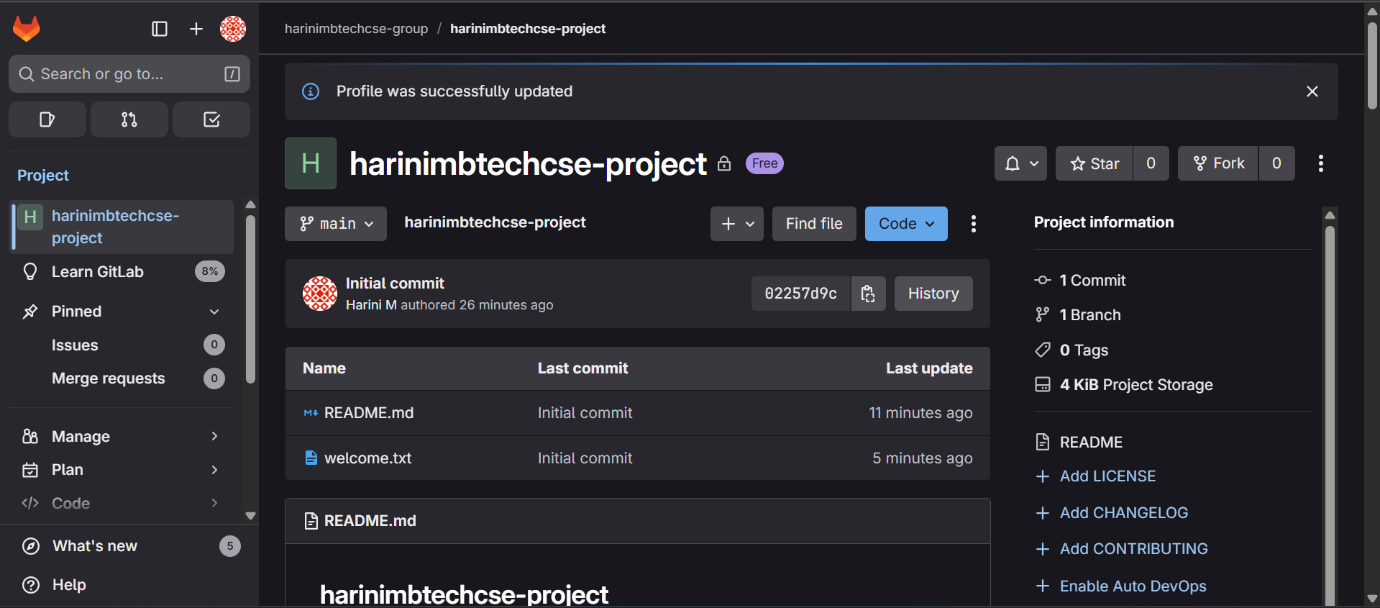 harinimbtechcse-group / harinimbtechcse-project
Search or go to... /
Profile was successfully updated
Project
H harinimbtechcse-
project
Learn GitLab 8%
Pinned
Issues 0
Merge requests 0
Manage
Plan
Code
What's new 5
Help
H harinimbtechcse-project Free
Star 0 Fork 0
main harinimbtechcse-project Find file Code
Initial commit
Harini M authored 26 minutes ago
02257d9c History
Name Last commit Last update
README.md Initial commit 11 minutes ago
welcome.txt Initial commit 5 minutes ago
README.md
harinimbtechcse-project
Project information
1 Commit
1 Branch
0 Tags
4 KiB Project Storage
README
Add LICENSE
Add CHANGELOG
Add CONTRIBUTING
Enable Auto DevOps